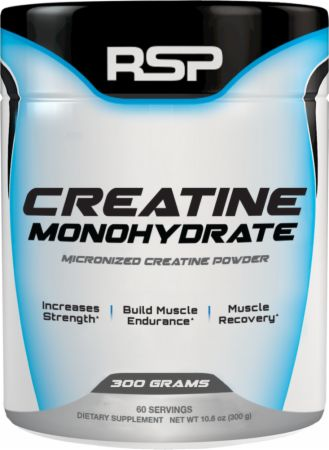 RSP
CREATINE
MONOHYDRATE
MICRONIZED CREATINE POWDER
Increases Strength*
Build Muscle Endurance*
Muscle Recovery*
300 GRAMS
60 SERVINGS
DIETARY SUPPLEMENT NET WT 10.6 oz (300 g)